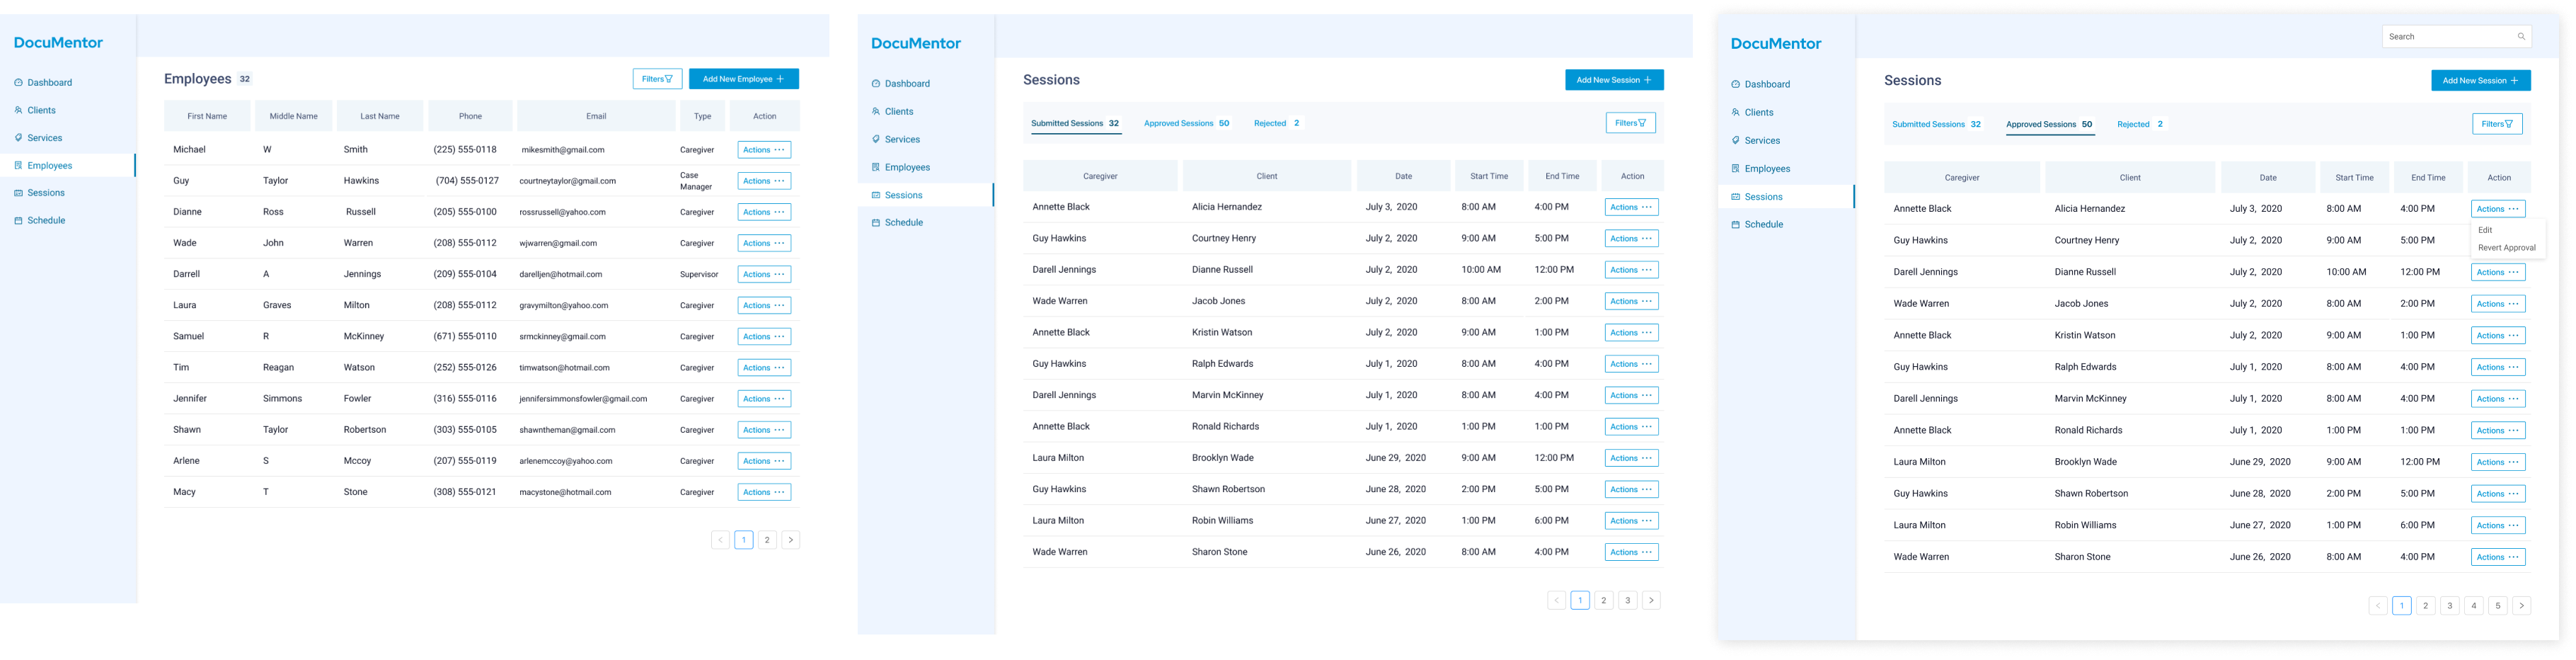 DocuMentor
Dashboard
Clients
Services
Employees
Sessions
Schedule
Employees 32
Filters
Add New Employee +
First Name Middle Name Last Name Phone Email Type Action
Michael W Smith (225) 555-0118 mikesmith@gmail.com Caregiver Actions ···
Guy Taylor Hawkins (704) 555-0127 courtneytaylor@gmail.com Case Manager Actions ···
Dianne Ross Russell (205) 555-0100 rossrussell@yahoo.com Caregiver Actions ···
Wade John Warren (208) 555-0112 wjwarren@gmail.com Caregiver Actions ···
Darrell A Jennings (209) 555-0104 darelljen@hotmail.com Supervisor Actions ···
Laura Graves Milton (208) 555-0112 gravymilton@yahoo.com Caregiver Actions ···
Samuel R McKinney (671) 555-0110 srmckinney@gmail.com Caregiver Actions ···
Tim Reagan Watson (252) 555-0126 timwatson@hotmail.com Caregiver Actions ···
Jennifer Simmons Fowler (316) 555-0116 jennifersimmonsfowler@gmail.com Caregiver Actions ···
Shawn Taylor Robertson (303) 555-0105 shawntheman@gmail.com Caregiver Actions ···
Arlene S Mccoy (207) 555-0119 arlenemccoy@yahoo.com Caregiver Actions ···
Macy T Stone (308) 555-0121 macystone@hotmail.com Caregiver Actions ···
< 1 2 >
DocuMentor
Dashboard
Clients
Services
Employees
Sessions
Schedule
Sessions
Add New Session +
Submitted Sessions 32 Approved Sessions 50 Rejected 2 Filters
Caregiver Client Date Start Time End Time Action
Annette Black Alicia Hernandez July 3, 2020 8:00 AM 4:00 PM Actions ···
Guy Hawkins Courtney Henry July 2, 2020 9:00 AM 5:00 PM Actions ···
Darell Jennings Dianne Russell July 2, 2020 10:00 AM 12:00 PM Actions ···
Wade Warren Jacob Jones July 2, 2020 8:00 AM 2:00 PM Actions ···
Annette Black Kristin Watson July 2, 2020 9:00 AM 1:00 PM Actions ···
Guy Hawkins Ralph Edwards July 1, 2020 8:00 AM 4:00 PM Actions ···
Darell Jennings Marvin McKinney July 1, 2020 8:00 AM 4:00 PM Actions ···
Annette Black Ronald Richards July 1, 2020 1:00 PM 1:00 PM Actions ···
Laura Milton Brooklyn Wade June 29, 2020 9:00 AM 12:00 PM Actions ···
Guy Hawkins Shawn Robertson June 28, 2020 2:00 PM 5:00 PM Actions ···
Laura Milton Robin Williams June 27, 2020 1:00 PM 6:00 PM Actions ···
Wade Warren Sharon Stone June 26, 2020 8:00 AM 4:00 PM Actions ···
< 1 2 3 >
DocuMentor
Search
Dashboard
Clients
Services
Employees
Sessions
Schedule
Sessions
Add New Session +
Submitted Sessions 32 Approved Sessions 50 Rejected 2 Filters
Caregiver Client Date Start Time End Time Action
Annette Black Alicia Hernandez July 3, 2020 8:00 AM 4:00 PM Actions ···
Edit
Guy Hawkins Courtney Henry July 2, 2020 9:00 AM 5:00 PM
Revert Approval
Darell Jennings Dianne Russell July 2, 2020 10:00 AM 12:00 PM Actions ···
Wade Warren Jacob Jones July 2, 2020 8:00 AM 2:00 PM Actions ···
Annette Black Kristin Watson July 2, 2020 9:00 AM 1:00 PM Actions ···
Guy Hawkins Ralph Edwards July 1, 2020 8:00 AM 4:00 PM Actions ···
Darell Jennings Marvin McKinney July 1, 2020 8:00 AM 4:00 PM Actions ···
Annette Black Ronald Richards July 1, 2020 1:00 PM 1:00 PM Actions ···
Laura Milton Brooklyn Wade June 29, 2020 9:00 AM 12:00 PM Actions ···
Guy Hawkins Shawn Robertson June 28, 2020 2:00 PM 5:00 PM Actions ···
Laura Milton Robin Williams June 27, 2020 1:00 PM 6:00 PM Actions ···
Wade Warren Sharon Stone June 26, 2020 8:00 AM 4:00 PM Actions ···
< 1 2 3 4 5 >